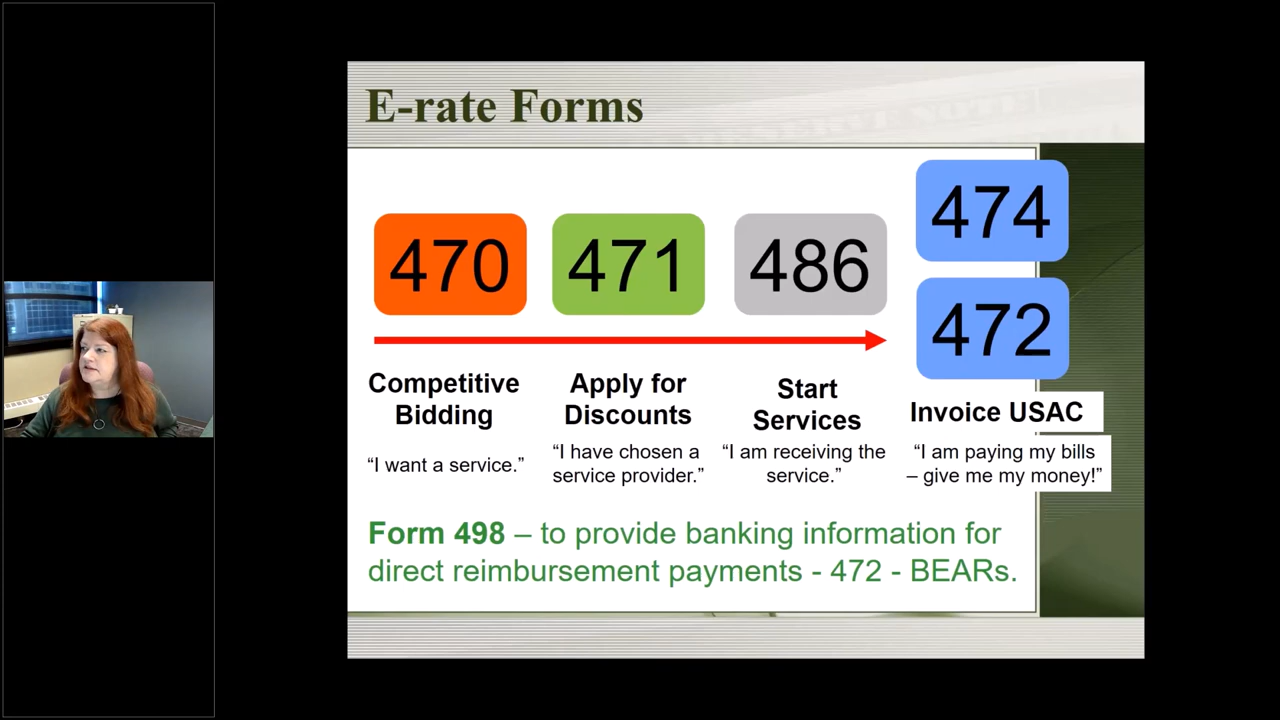 E-rate Forms
470
471
486
474
472
Competitive
Bidding
“I want a service.”
Apply for
Discounts
“I have chosen a
service provider.”
Start
Services
“I am receiving the
service.”
Invoice USAC
“I am paying my bills
– give me my money!”
Form 498 – to provide banking information for
direct reimbursement payments - 472 - BEARs.